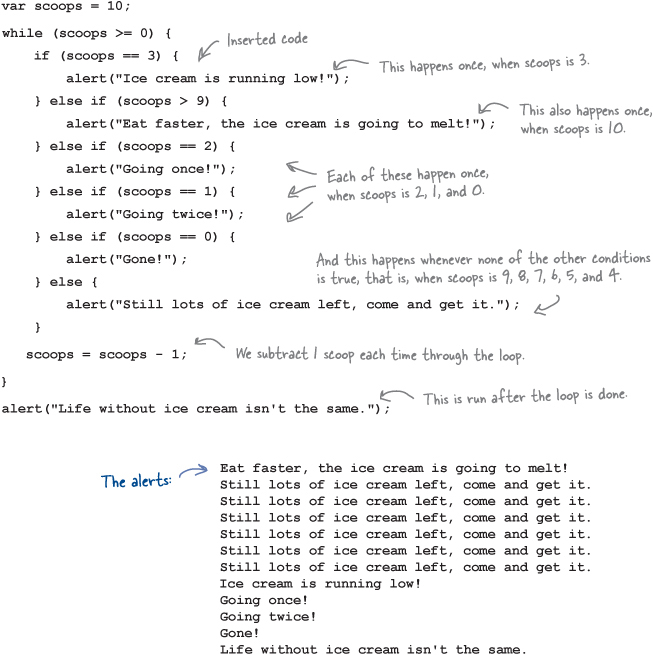 var scoops = 10;
while (scoops >= 0) {
if (scoops == 3) {
Inserted code
alert("Ice cream is running low!");
This happens once, when scoops is 3.
} else if (scoops > 9) {
alert("Eat faster, the ice cream is going to melt!");
This also happens once,
when scoops is 10.
} else if (scoops == 2) {
alert("Going once!");
} else if (scoops == 1) {
alert("Going twice!");
Each of these happen once,
when scoops is 2, 1, and 0.
} else if (scoops == 0) {
alert("Gone!");
} else {
And this happens whenever none of the other conditions
is true, that is, when scoops is 9, 8, 7, 6, 5, and 4.
alert("Still lots of ice cream left, come and get it.");
}
scoops = scoops - 1;
We subtract 1 scoop each time through the loop.
}
alert("Life without ice cream isn't the same.");
This is run after the loop is done.
The alerts:
Eat faster, the ice cream is going to melt!
Still lots of ice cream left, come and get it.
Still lots of ice cream left, come and get it.
Still lots of ice cream left, come and get it.
Still lots of ice cream left, come and get it.
Still lots of ice cream left, come and get it.
Still lots of ice cream left, come and get it.
Ice cream is running low!
Going once!
Going twice!
Gone!
Life without ice cream isn't the same.